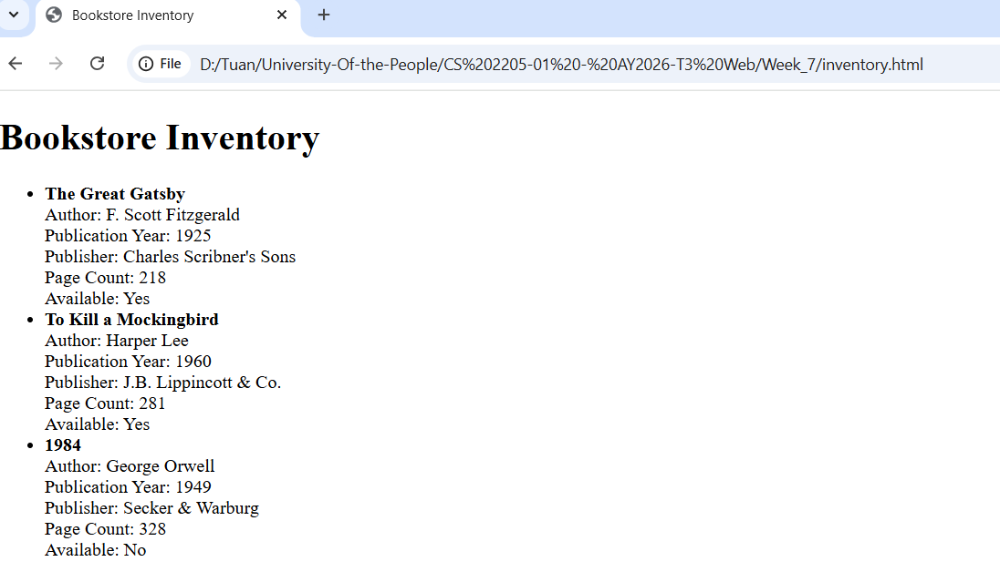 Bookstore Inventory
File
D:/Tuan/University-Of-the-People/CS%202205-01%20-%20AY2026-T3%20Web/Week_7/inventory.html
Bookstore Inventory
The Great Gatsby
Author: F. Scott Fitzgerald
Publication Year: 1925
Publisher: Charles Scribner's Sons
Page Count: 218
Available: Yes
To Kill a Mockingbird
Author: Harper Lee
Publication Year: 1960
Publisher: J.B. Lippincott & Co.
Page Count: 281
Available: Yes
1984
Author: George Orwell
Publication Year: 1949
Publisher: Secker & Warburg
Page Count: 328
Available: No